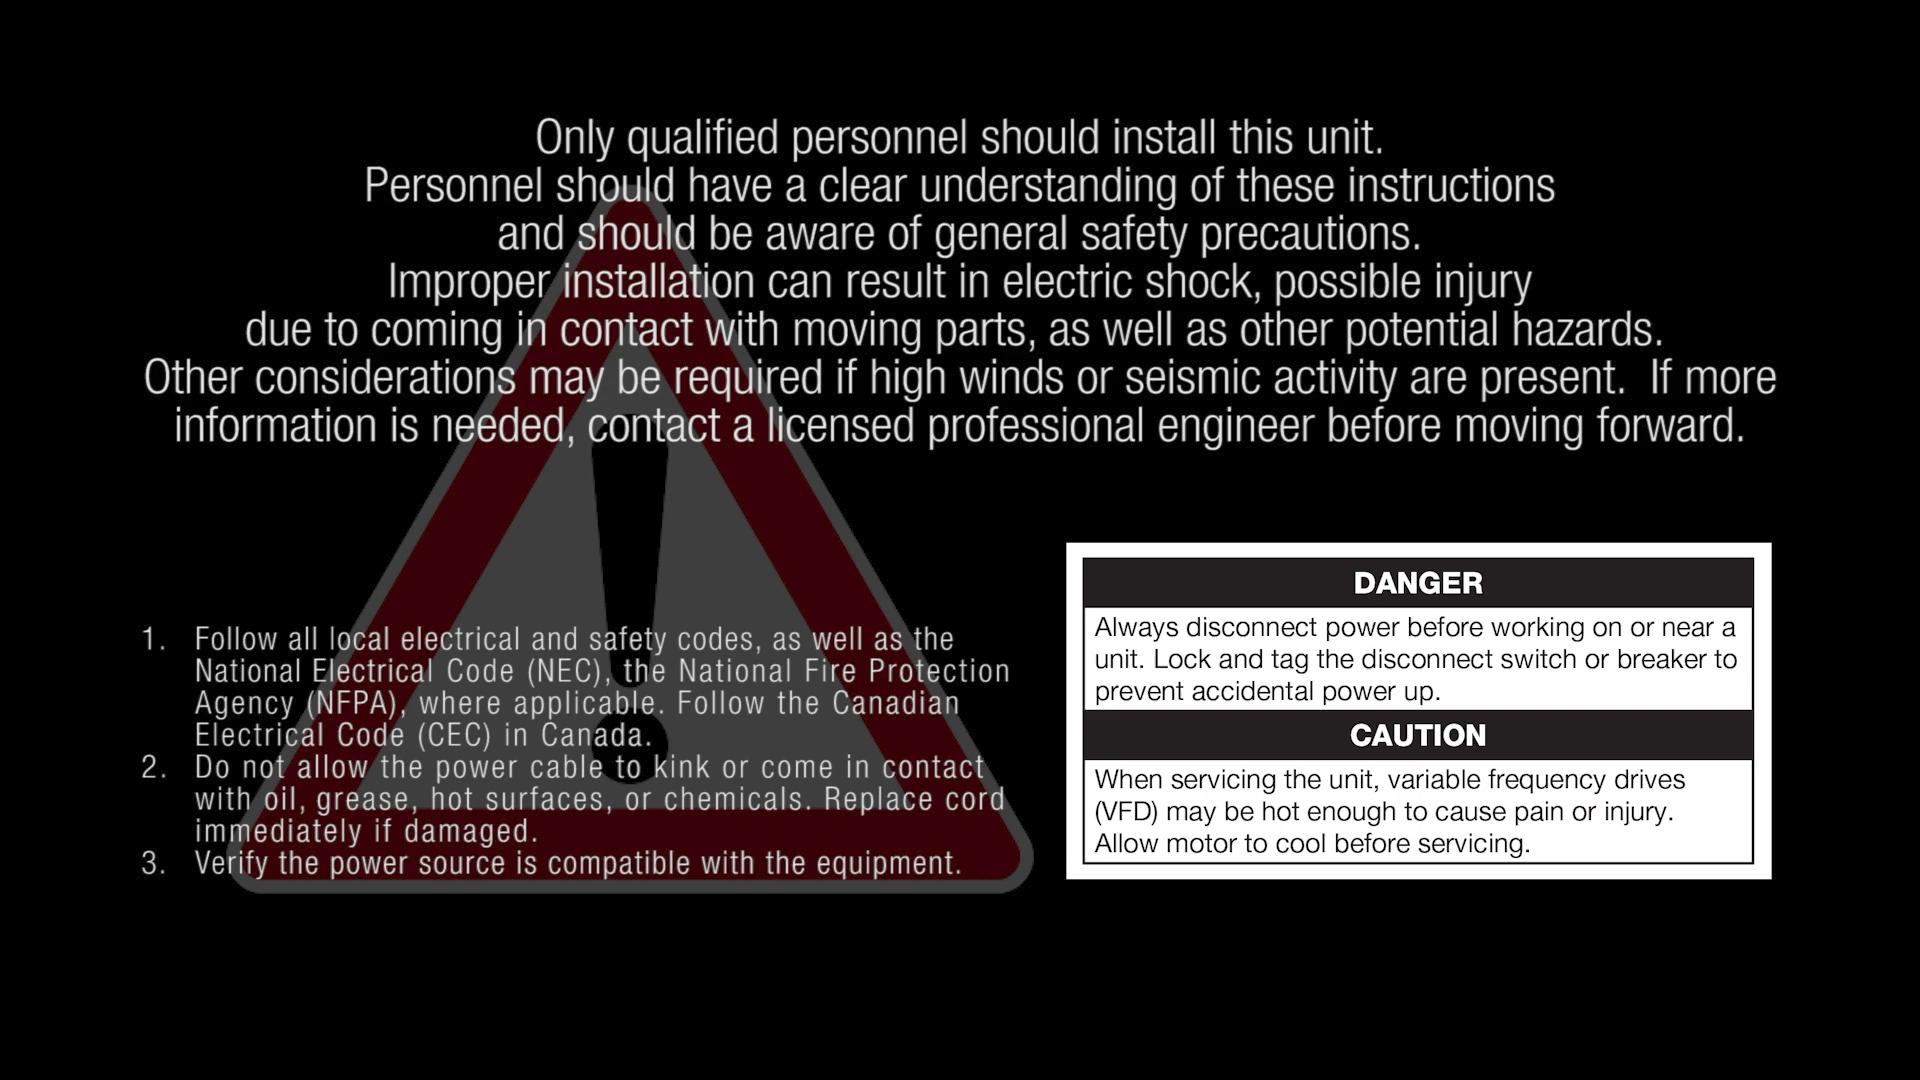 Only qualified personnel should install this unit.
Personnel should have a clear understanding of these instructions
and should be aware of general safety precautions.
Improper installation can result in electric shock, possible injury
due to coming in contact with moving parts, as well as other potential hazards.
Other considerations may be required if high winds or seismic activity are present.  If more
information is needed, contact a licensed professional engineer before moving forward.
1. Follow all local electrical and safety codes, as well as the
National Electrical Code (NEC), the National Fire Protection
Agency (NFPA), where applicable. Follow the Canadian
Electrical Code (CEC) in Canada.
2. Do not allow the power cable to kink or come in contact
with oil, grease, hot surfaces, or chemicals. Replace cord
immediately if damaged.
3. Verify the power source is compatible with the equipment.
DANGER
Always disconnect power before working on or near a
unit. Lock and tag the disconnect switch or breaker to
prevent accidental power up.
CAUTION
When servicing the unit, variable frequency drives
(VFD) may be hot enough to cause pain or injury.
Allow motor to cool before servicing.